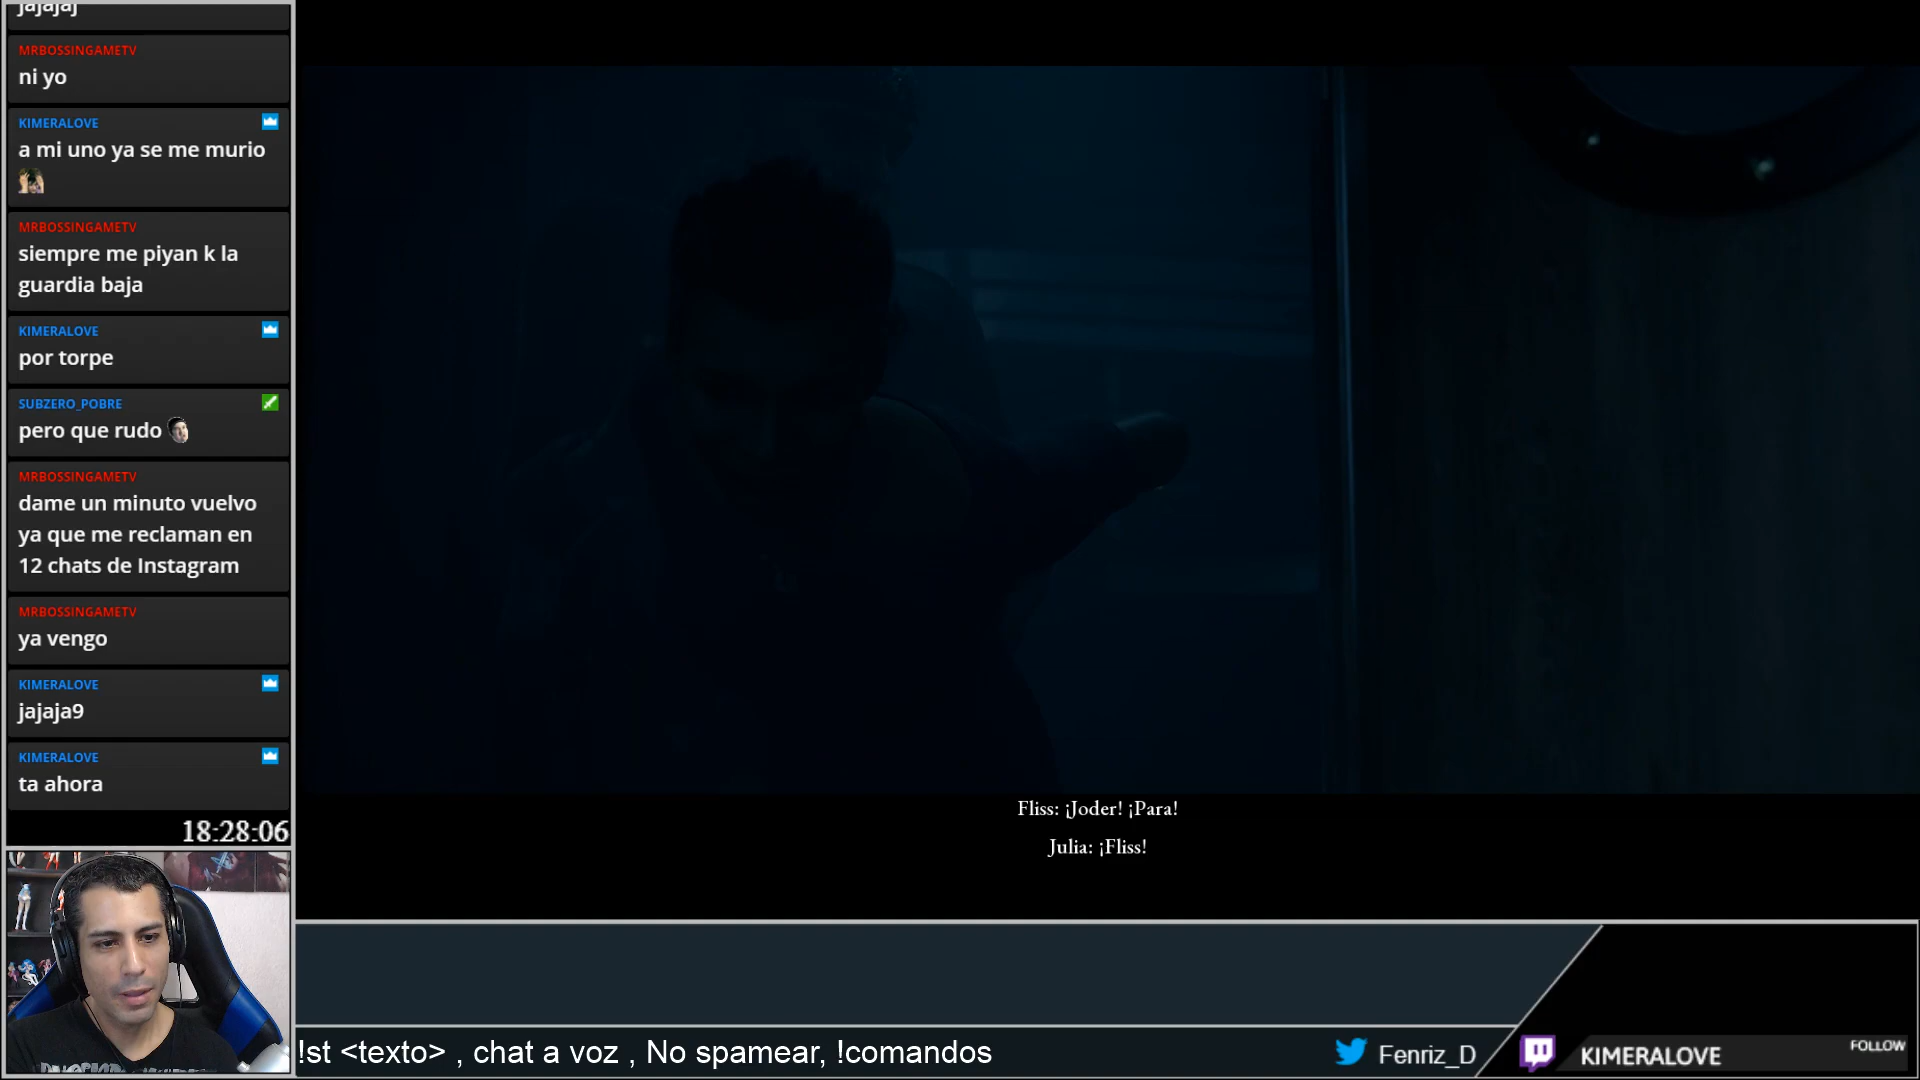 jajajaj
MRBOSSINGAMETV
ni yo
KIMERALOVE
a mi uno ya se me murio
MRBOSSINGAMETV
siempre me piyan k la
guardia baja
KIMERALOVE
por torpe
SUBZERO_POBRE
pero que rudo
MRBOSSINGAMETV
dame un minuto vuelvo
ya que me reclaman en
12 chats de Instagram
MRBOSSINGAMETV
ya vengo
KIMERALOVE
jajaja9
KIMERALOVE
ta ahora
18:28:06
Fliss: ¡Joder! ¡Para!
Julia: ¡Fliss!
!st <texto> , chat a voz , No spamear, !comandos
Fenriz_D
KIMERALOVE
FOLLOW